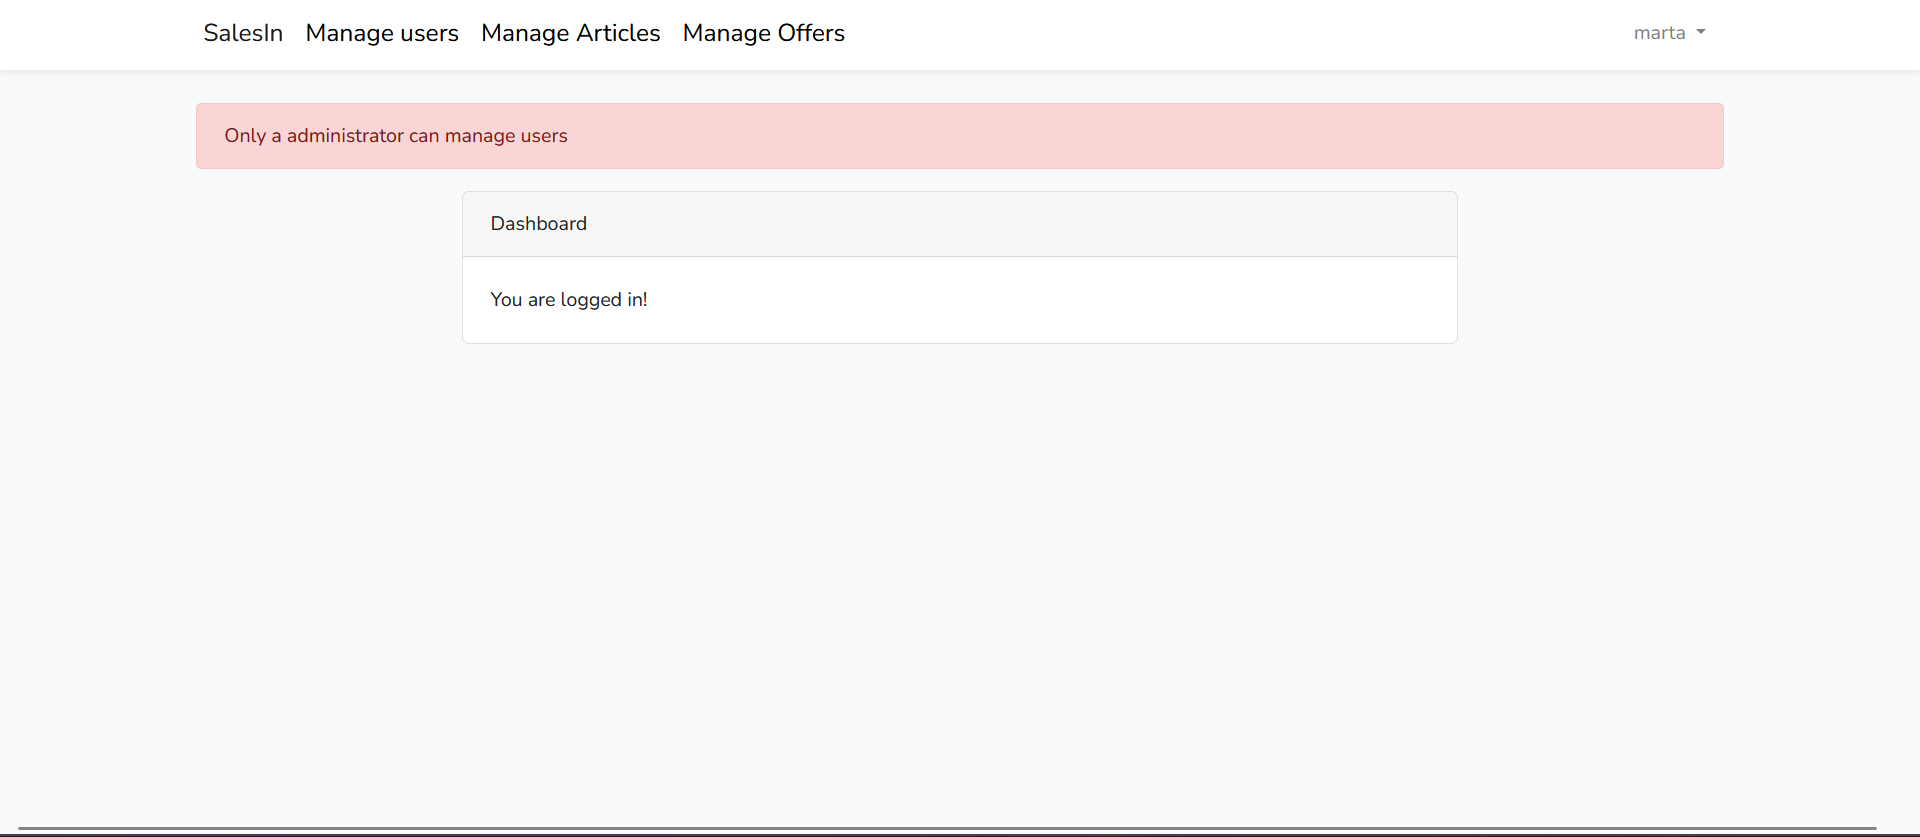 SalesIn Manage users Manage Articles Manage Offers marta
Only a administrator can manage users
Dashboard
You are logged in!